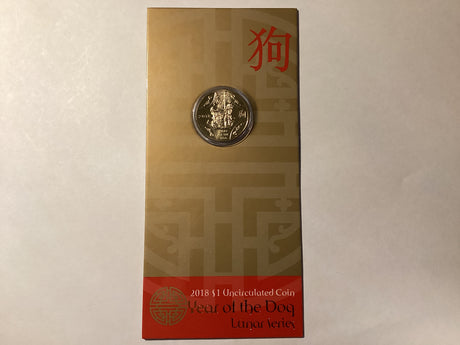 狗
2018 $1 Uncirculated Coin
Year of the Dog
Lunar Series